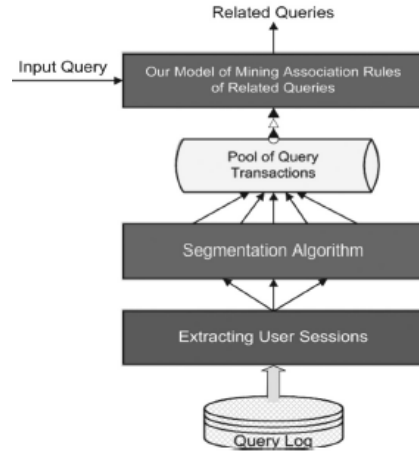 Related Queries
Input Query
Our Model of Mining Association Rules
of Related Queries
Pool of Query
Transactions
Segmentation Algorithm
Extracting User Sessions
Query Log